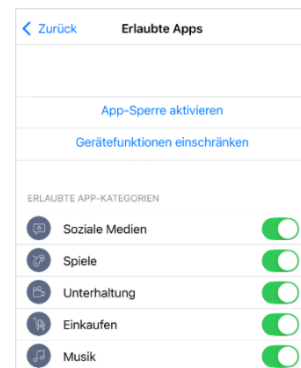 Zurück Erlaubte Apps
App-Sperre aktivieren
Gerätefunktionen einschränken
ERLAUBTE APP-KATEGORIEN
Soziale Medien
Spiele
Unterhaltung
Einkaufen
Musik